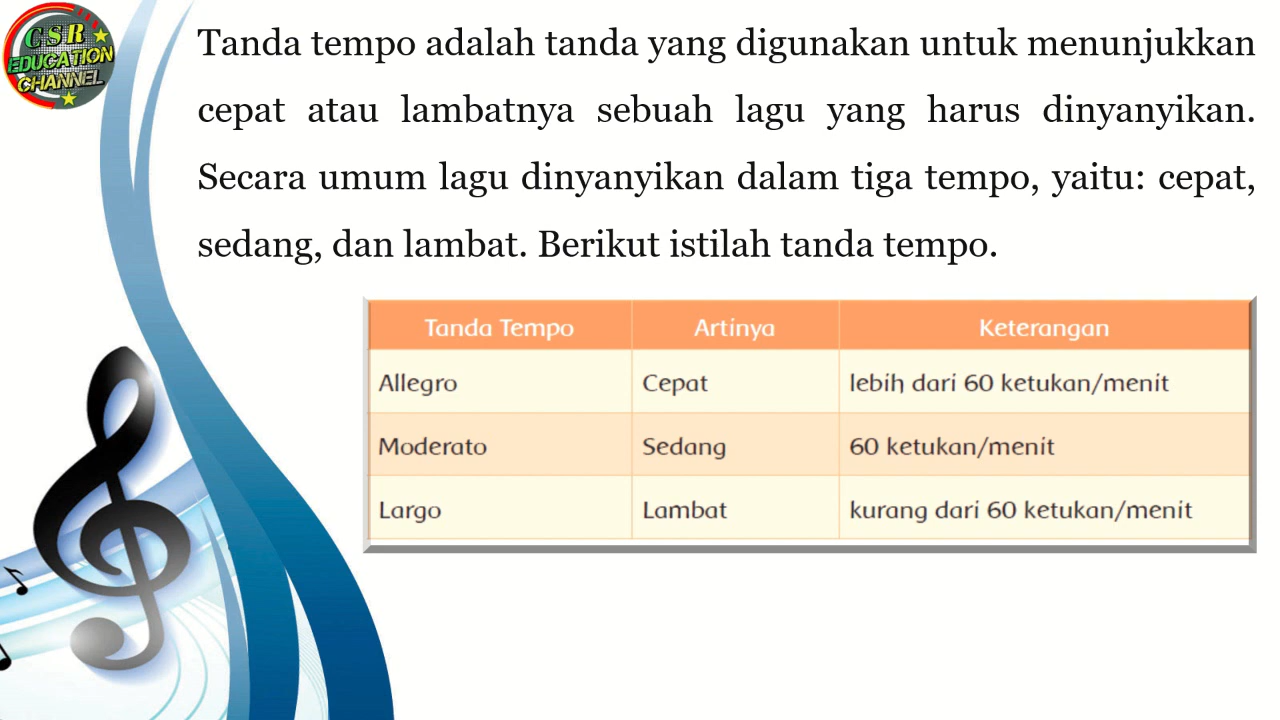 CSR
EDUCATION
CHANNEL
Tanda tempo adalah tanda yang digunakan untuk menunjukkan
cepat atau lambatnya sebuah lagu yang harus dinyanyikan.
Secara umum lagu dinyanyikan dalam tiga tempo, yaitu: cepat,
sedang, dan lambat. Berikut istilah tanda tempo.
Tanda Tempo Artinya Keterangan
Allegro Cepat lebih dari 60 ketukan/menit
Moderato Sedang 60 ketukan/menit
Largo Lambat kurang dari 60 ketukan/menit